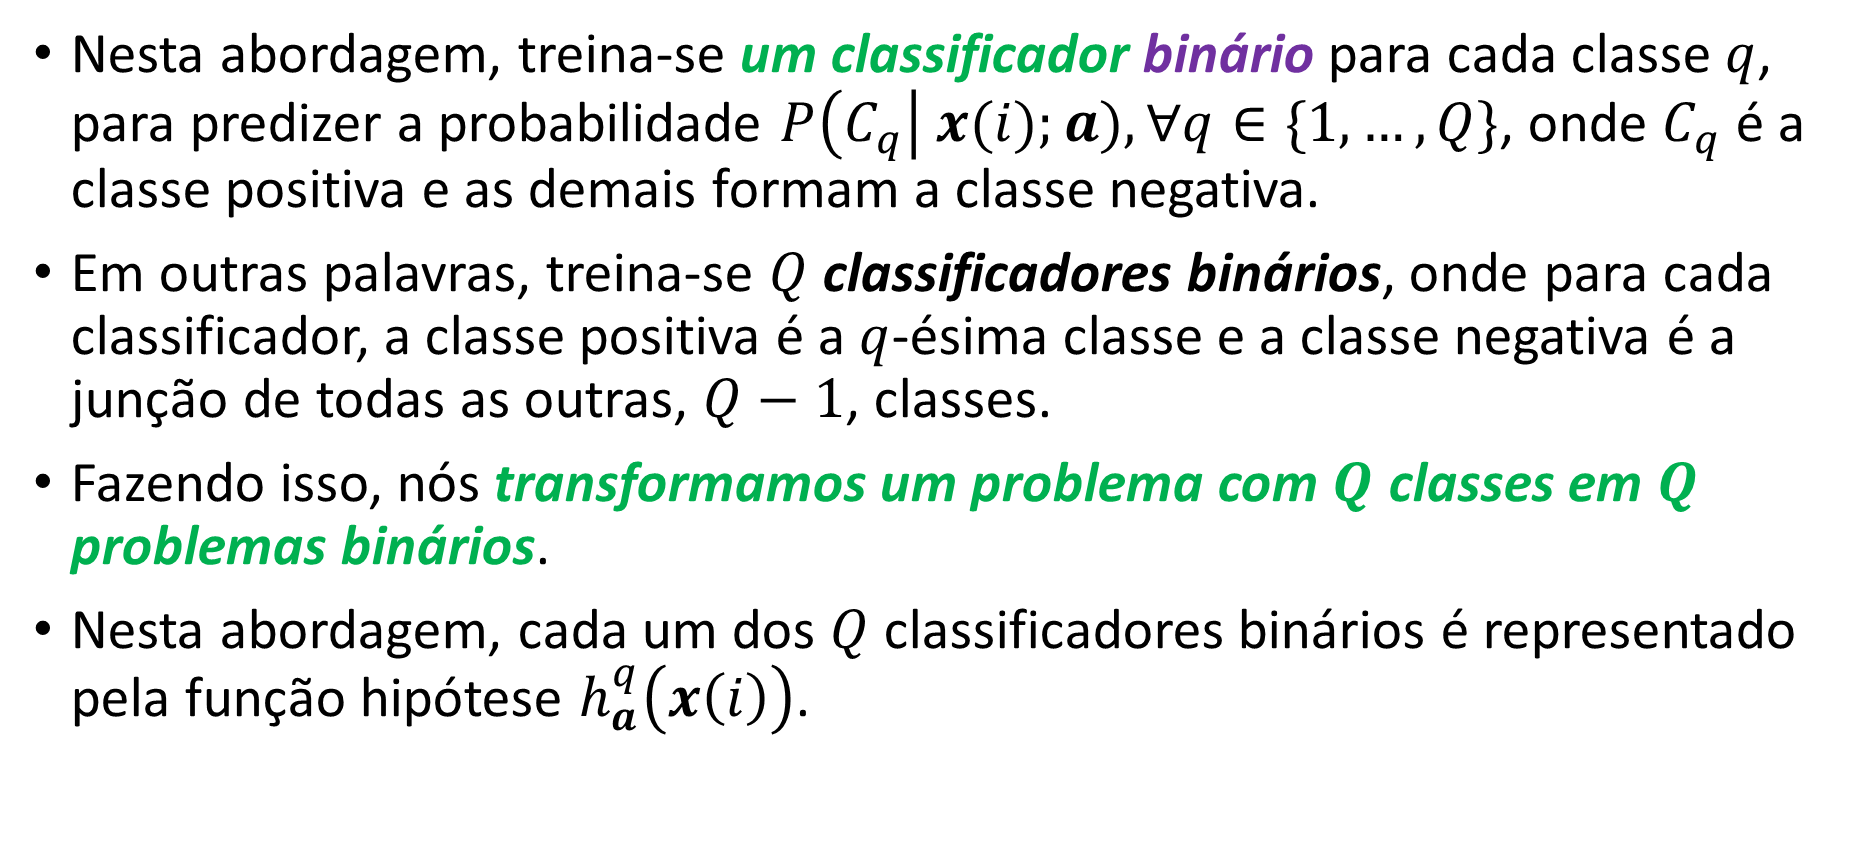 • Nesta abordagem, treina-se um classificador binário para cada classe q,
para predizer a probabilidade P(C_q| x(i); a), ∀q ∈ {1, … , Q}, onde C_q é a
classe positiva e as demais formam a classe negativa.
• Em outras palavras, treina-se Q classificadores binários, onde para cada
classificador, a classe positiva é a q-ésima classe e a classe negativa é a
junção de todas as outras, Q − 1, classes.
• Fazendo isso, nós transformamos um problema com Q classes em Q
problemas binários.
• Nesta abordagem, cada um dos Q classificadores binários é representado
pela função hipótese h_a^q(x(i)).